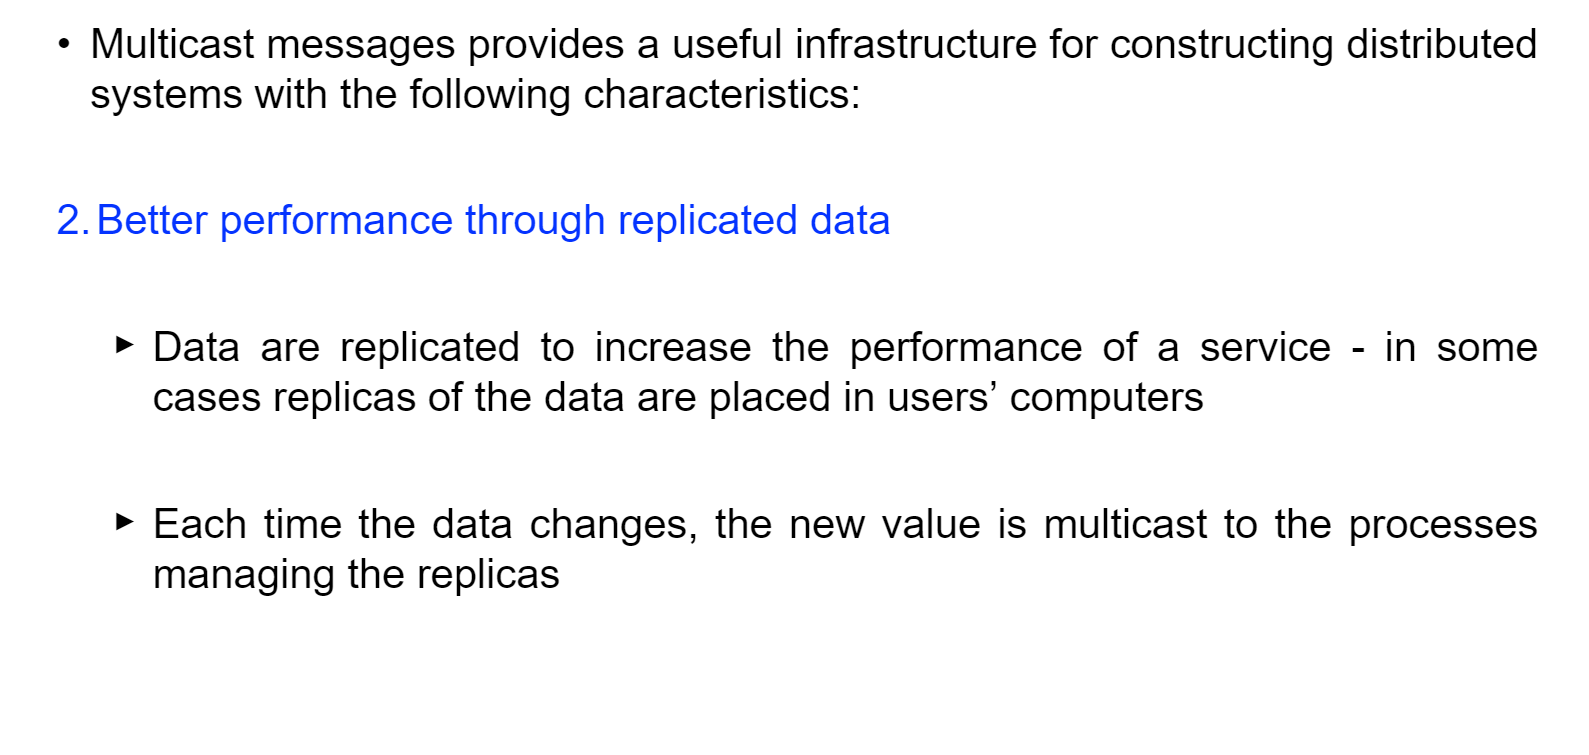 • Multicast messages provides a useful infrastructure for constructing distributed
systems with the following characteristics:
2. Better performance through replicated data
► Data are replicated to increase the performance of a service - in some
cases replicas of the data are placed in users’ computers
► Each time the data changes, the new value is multicast to the processes
managing the replicas